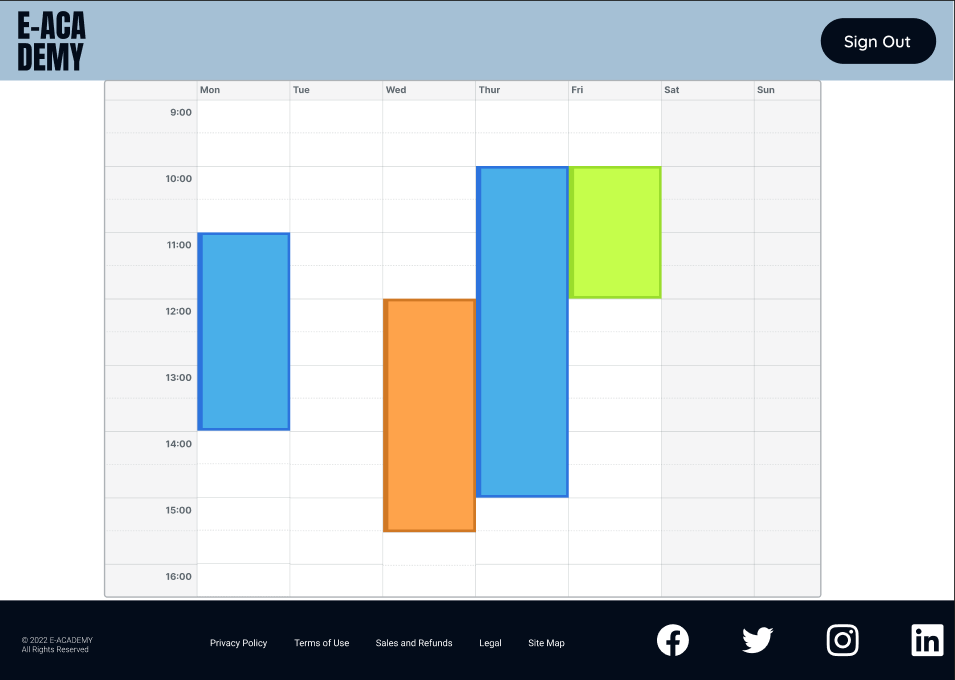 E-ACA
DEMY
Sign Out
Mon Tue Wed Thur Fri Sat Sun
9:00
10:00
11:00
12:00
13:00
14:00
15:00
16:00
© 2022 E-ACADEMY
All Rights Reserved
Privacy Policy Terms of Use Sales and Refunds Legal Site Map
in